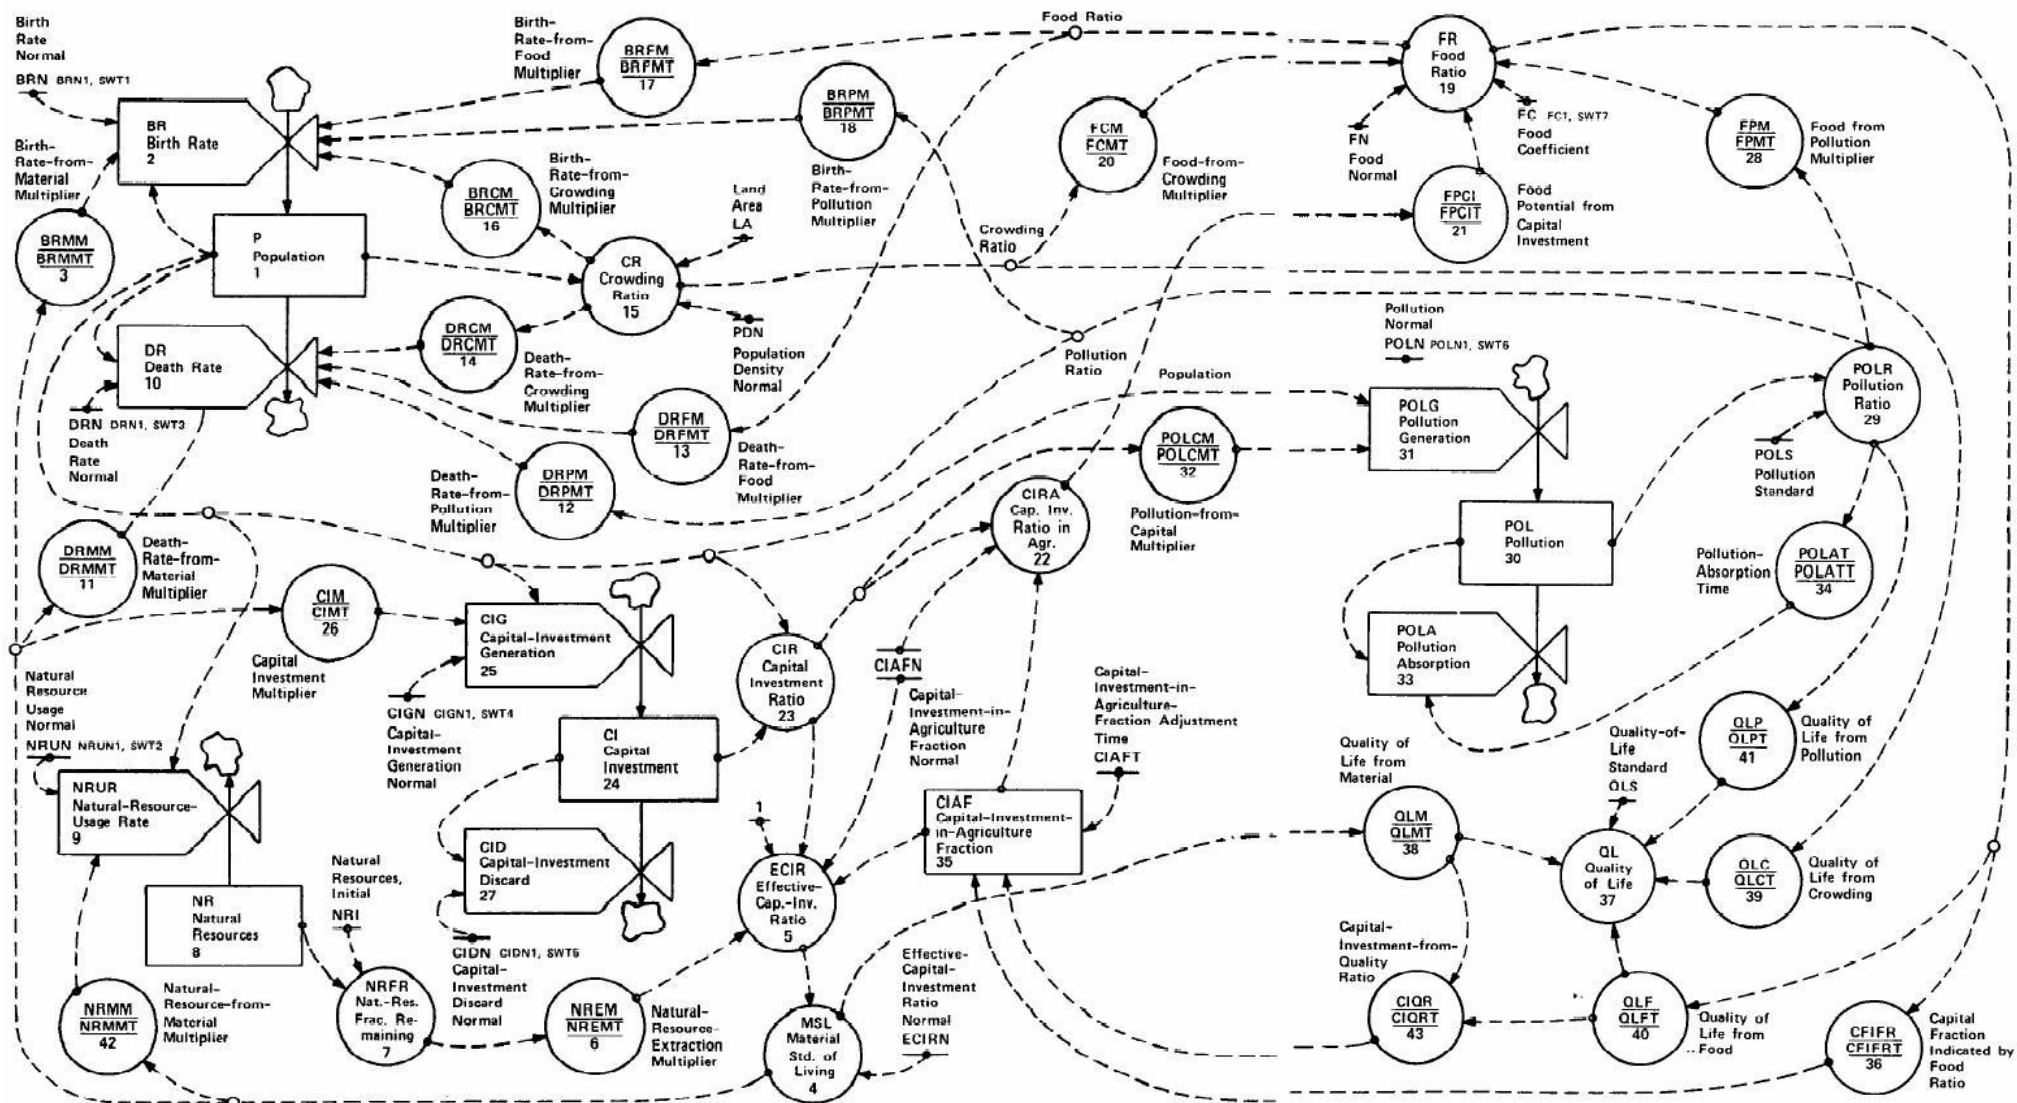 Birth
Rate
Normal
BRN BRN1, SWT1
Birth-
Rate-from-
Food
Multiplier
BRFM
BRFMT
17
Food Ratio
FR
Food
Ratio
19
BR
Birth Rate
2
BRPM
BRPMT
18
FCM
FCMT
20
FN
Food
Normal
FC FC1, SWT7
Food
Coefficient
FPM
FPMT
28
Food from
Pollution
Multiplier
Birth-
Rate-from-
Material
Multiplier
BRCM
BRCMT
16
Birth-
Rate-from-
Crowding
Multiplier
Land
Area
LA
Birth-
Rate-from-
Pollution
Multiplier
Food-from-
Crowding
Multiplier
FPCI
FPCIT
21
Food
Potential from
Capital
Investment
BRMM
BRMMT
3
P
Population
1
CR
Crowding
Ratio
15
Crowding
Ratio
DR
Death Rate
10
DRCM
DRCMT
14
Death-
Rate-from-
Crowding
Multiplier
PDN
Population
Density
Normal
Pollution
Ratio
Pollution
Normal
POLN POLN1, SWT6
POLR
Pollution
Ratio
29
DRN DRN1, SWT3
Death
Rate
Normal
DRFM
DRFMT
13
Death-
Rate-from-
Food
Multiplier
Population
POLG
Pollution
Generation
31
POLCM
POLCMT
32
Pollution-from-
Capital
Multiplier
POLS
Pollution
Standard
Death-
Rate-from-
Pollution
Multiplier
DRPM
DRPMT
12
CIRA
Cap. Inv.
Ratio in
Agr.
22
POL
Pollution
30
Pollution-
Absorption
Time
POLAT
POLATT
34
DRMM
DRMMT
11
Death-
Rate-from-
Material
Multiplier
CIM
CIMT
26
Capital
Investment
Multiplier
CIG
Capital-Investment
Generation
25
CIR
Capital
Investment
Ratio
23
CIAFN
Capital-
Investment-in-
Agriculture
Fraction
Normal
Capital-
Investment-in-
Agriculture-
Fraction Adjustment
Time
CIAFT
POLA
Pollution
Absorption
33
Natural
Resource
Usage
Normal
NRUN NRUN1, SWT2
CIGN CIGN1, SWT4
Capital-
Investment
Generation
Normal
CI
Capital
Investment
24
Quality of
Life from
Material
Quality-of-
Life
Standard
QLS
QLP
QLPT
41
Quality of
Life from
Pollution
NRUR
Natural-Resource-
Usage Rate
9
1
CIAF
Capital-Investment-
in-Agriculture
Fraction
35
QLM
QLMT
38
QL
Quality
of Life
37
QLC
QLCT
39
Quality of
Life from
Crowding
CID
Capital-Investment
Discard
27
ECIR
Effective-
Cap.-Inv.
Ratio
5
NR
Natural
Resources
8
Natural
Resources,
Initial
NRI
CIDN CIDN1, SWT5
Capital-
Investment
Discard
Normal
Effective-
Capital-
Investment
Ratio
Normal
ECIRN
Capital-
Investment-from-
Quality
Ratio
NRMM
NRMMT
42
Natural-
Resource-from-
Material
Multiplier
NRFR
Nat.-Res.
Frac. Re-
maining
7
NREM
NREMT
6
Natural-
Resource-
Extraction
Multiplier
MSL
Material
Std. of
Living
4
CIQR
CIQRT
43
QLF
QLFT
40
Quality of
Life from
Food
CFIFR
CFIFRT
36
Capital
Fraction
Indicated by
Food
Ratio